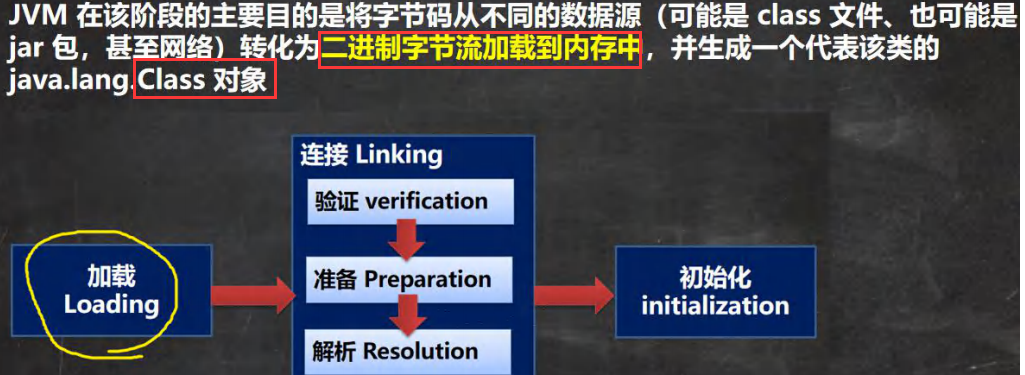 JVM 在该阶段的主要目的是将字节码从不同的数据源（可能是 class 文件、也可能是
jar 包，甚至网络）转化为二进制字节流加载到内存中，并生成一个代表该类的
java.lang.Class 对象
连接 Linking
验证 verification
准备 Preparation
解析 Resolution
加载
Loading
初始化
initialization